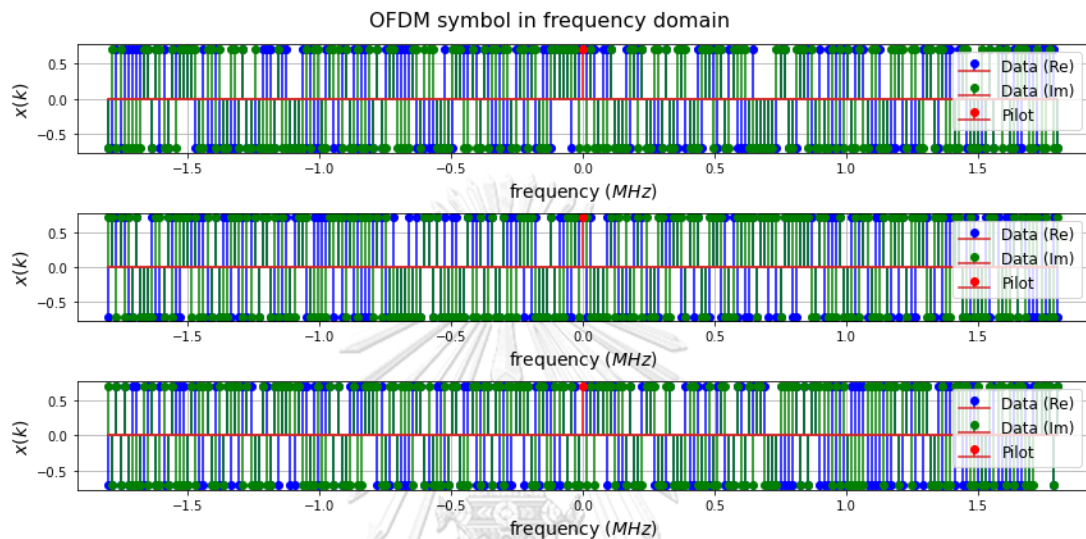 OFDM symbol in frequency domain
x(k)
0.5
0.0
−0.5
Data (Re)
Data (Im)
Pilot
−1.5 −1.0 −0.5 0.0 0.5 1.0 1.5
frequency (MHz)
x(k)
0.5
0.0
−0.5
Data (Re)
Data (Im)
Pilot
−1.5 −1.0 −0.5 0.0 0.5 1.0 1.5
frequency (MHz)
x(k)
0.5
0.0
−0.5
Data (Re)
Data (Im)
Pilot
−1.5 −1.0 −0.5 0.0 0.5 1.0 1.5
frequency (MHz)